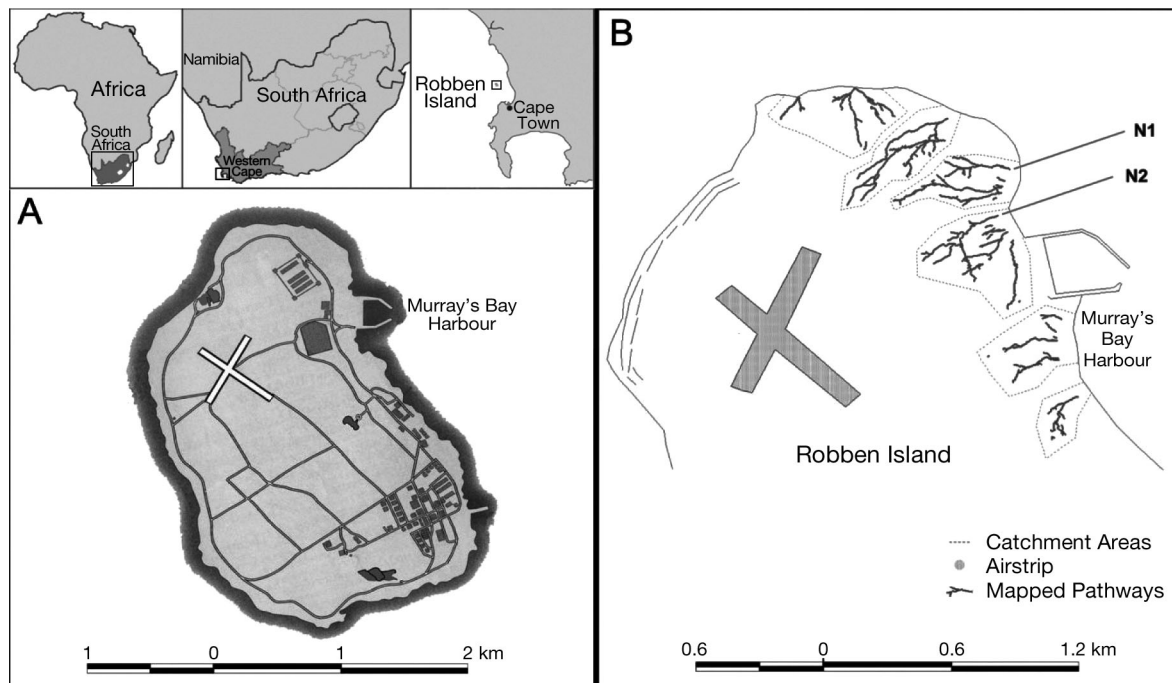 Africa
South
Africa
Namibia
South Africa
Western
Cape
Robben
Island
Cape
Town
A
Murray's Bay
Harbour
1 0 1 2 km
B
N1
N2
Murray's
Bay
Harbour
Robben Island
Catchment Areas
Airstrip
Mapped Pathways
0.6 0 0.6 1.2 km